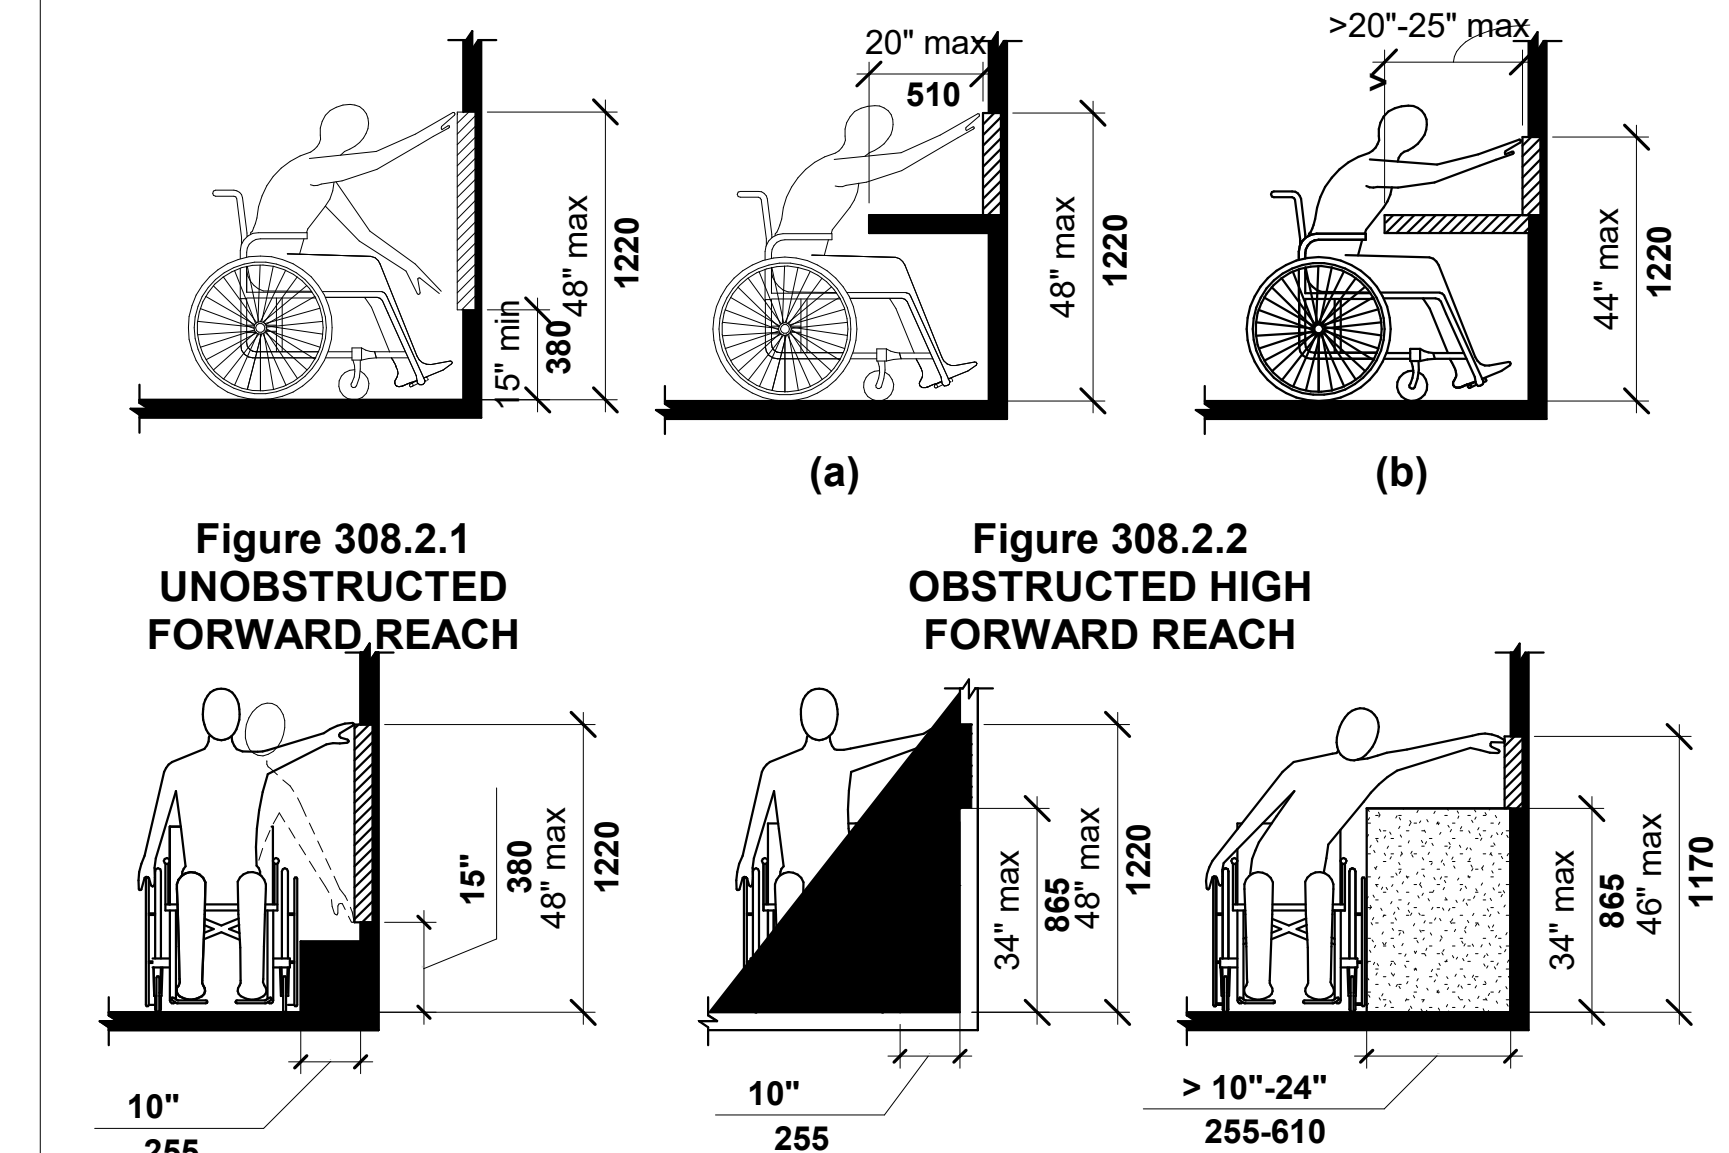 20" max
510
>20"-25" max
48" max
1220
15" min
380
48" max
1220
44" max
1220
(a)
(b)
Figure 308.2.1
UNOBSTRUCTED
FORWARD REACH
Figure 308.2.2
OBSTRUCTED HIGH
FORWARD REACH
15"
380
48" max
1220
10"
255
34" max
865
48" max
1220
10"
255
34" max
865
46" max
1170
> 10"-24"
255-610